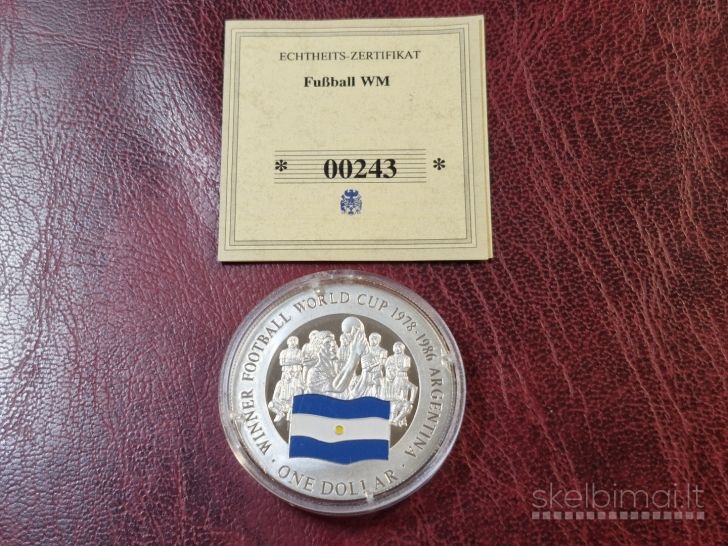 ECHTHEITS-ZERTIFIKAT
Fußball WM
* 00243 *
WINNER FOOTBALL WORLD CUP 1978-1986 ARGENTINA
· ONE DOLLAR ·
skelbimai.lt